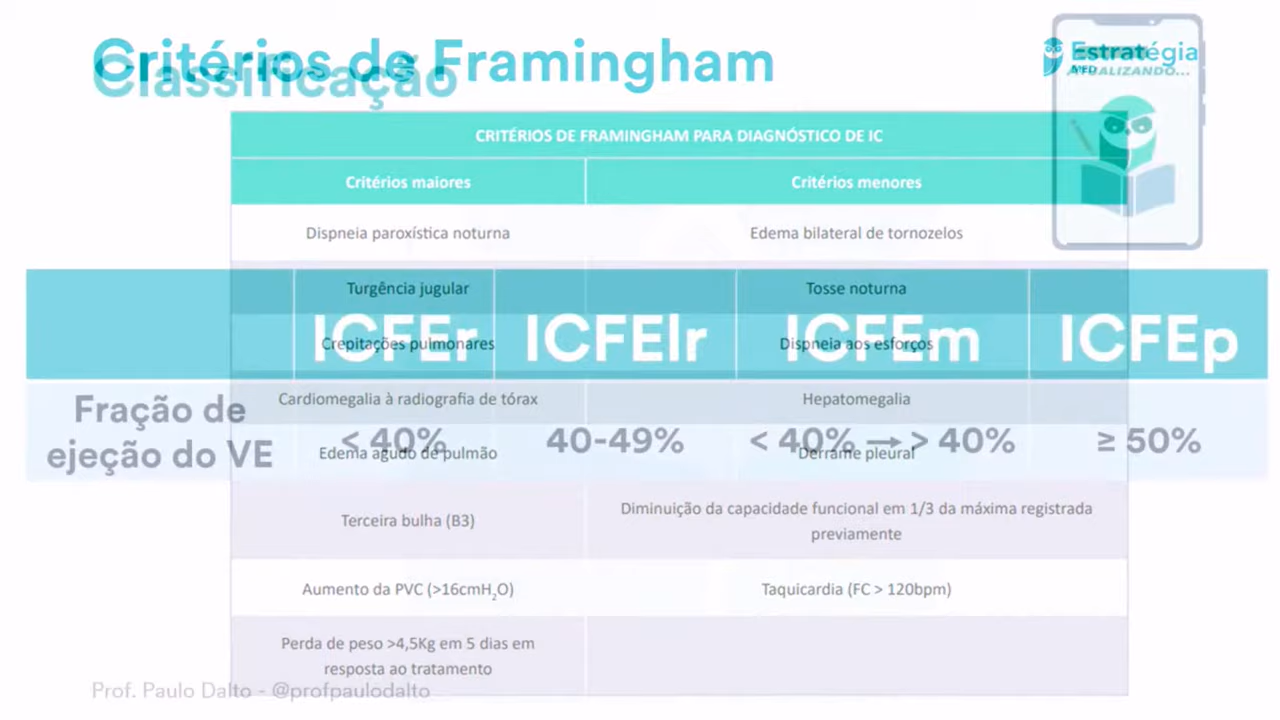 Critérios de Framingham
Classificação
Estratégia
MED
ATUALIZANDO...
CRITÉRIOS DE FRAMINGHAM PARA DIAGNÓSTICO DE IC
Critérios maiores
Critérios menores
Dispneia paroxística noturna
Edema bilateral de tornozelos
Turgência jugular
Tosse noturna
Crepitações pulmonares
Dispneia aos esforços
Cardiomegalia à radiografia de tórax
Hepatomegalia
Edema agudo de pulmão
Derrame pleural
Terceira bulha (B3)
Diminuição da capacidade funcional em 1/3 da máxima registrada
previamente
Aumento da PVC (>16cmH₂O)
Taquicardia (FC > 120bpm)
Perda de peso >4,5Kg em 5 dias em
resposta ao tratamento
ICFEr
ICFElr
ICFEm
ICFEp
Fração de
ejeção do VE
< 40%
40-49%
< 40% → > 40%
≥ 50%
Prof. Paulo Dalto - @profpaulodalto